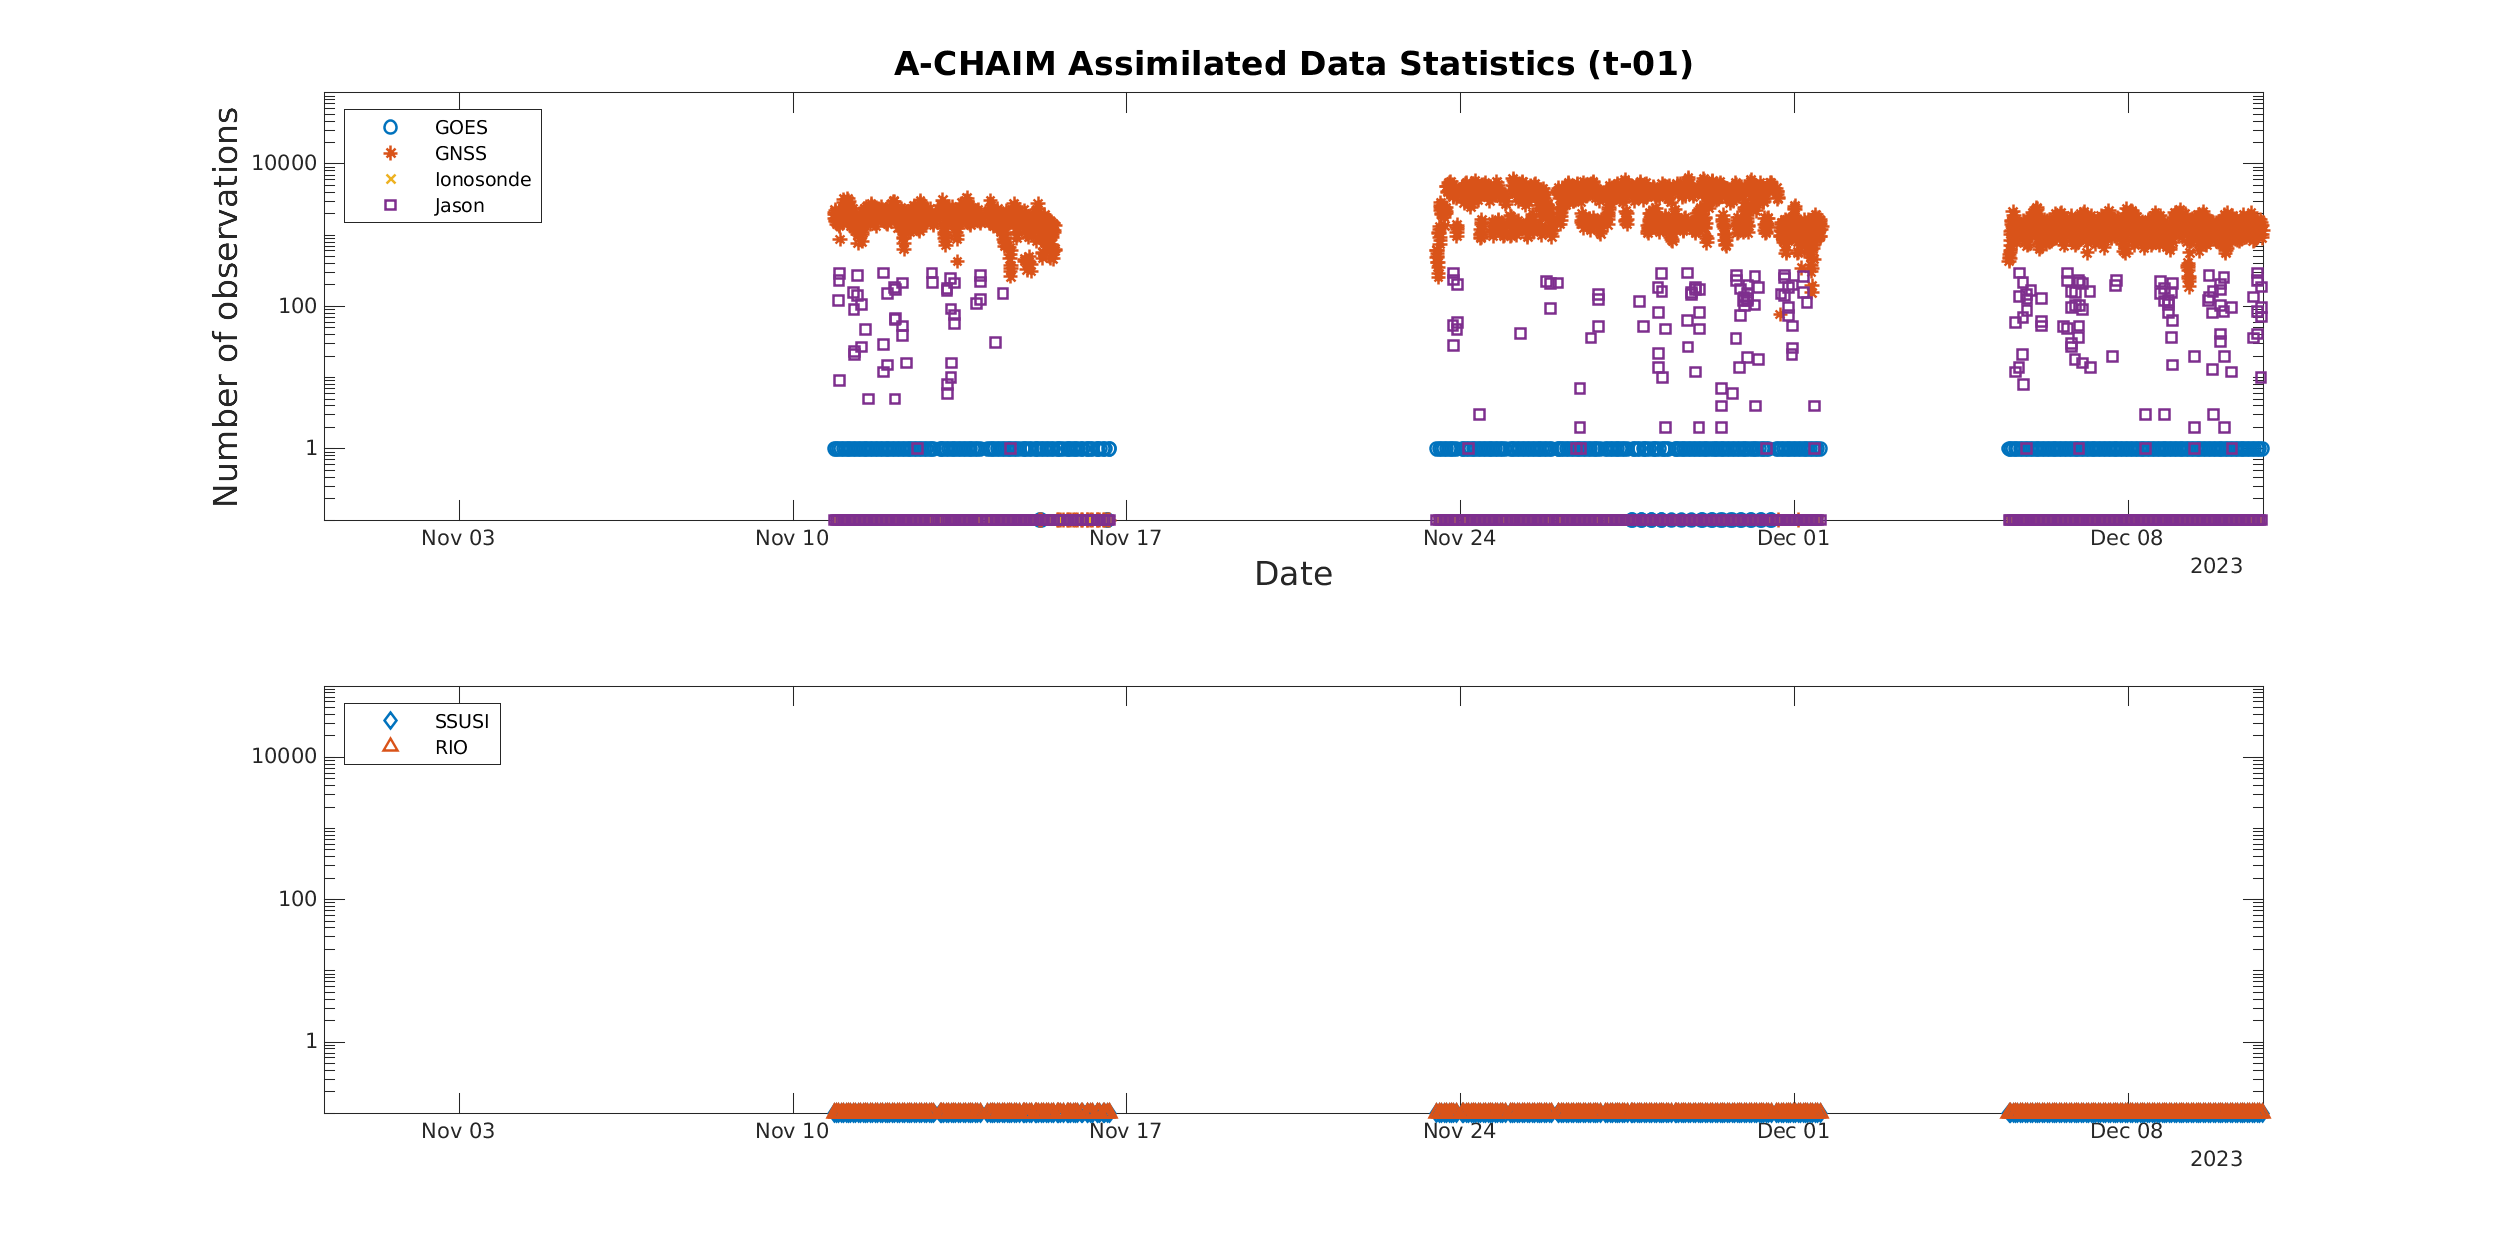 A-CHAIM Assimilated Data Statistics (t-01)
Number of observations
GOES
GNSS
Ionosonde
Jason
10000
100
1
Nov 03 Nov 10 Nov 17 Nov 24 Dec 01 Dec 08
2023
Date
SSUSI
RIO
10000
100
1
Nov 03 Nov 10 Nov 17 Nov 24 Dec 01 Dec 08
2023